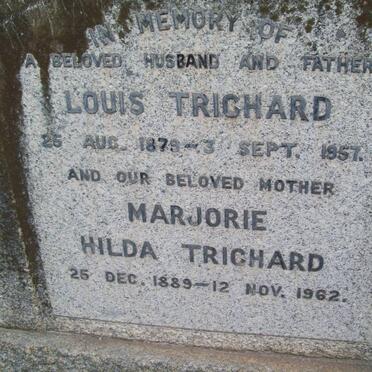 IN MEMORY OF
A BELOVED HUSBAND AND FATHER
LOUIS TRICHARD
25 AUG. 1879–3 SEPT. 1957.
AND OUR BELOVED MOTHER
MARJORIE
HILDA TRICHARD
25 DEC. 1889–12 NOV. 1962.